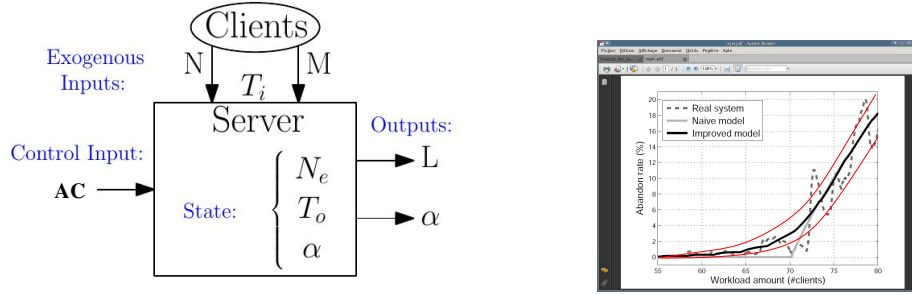 Clients
Exogenous
Inputs:
N
M
T_i
Server
Control Input:
AC
State:
N_e
T_o
α
Outputs:
L
α
Real system
Naive model
Improved model
Abandon rate (%)
20
18
16
14
12
10
8
6
4
2
0
55 60 65 70 75 80
Workload amount (#clients)